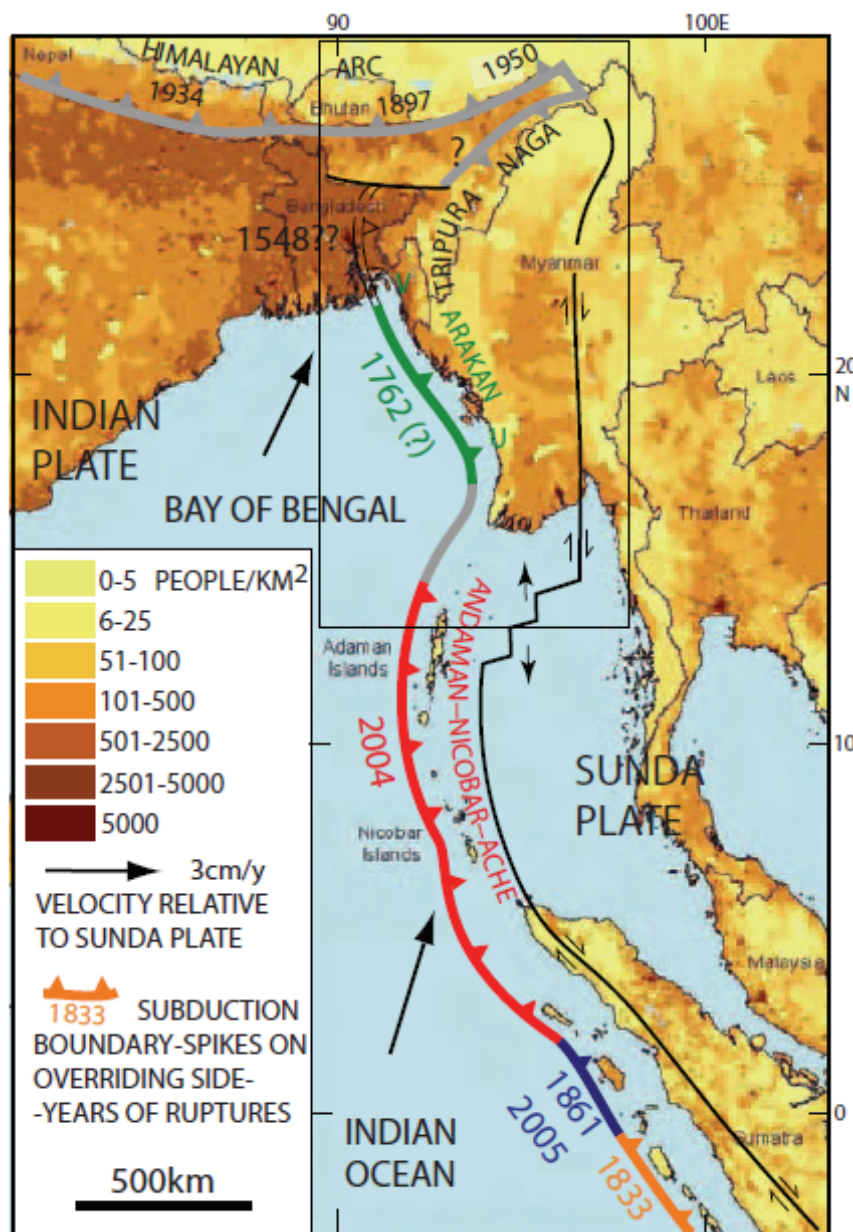 90
100E
Nepal
HIMALAYAN
ARC
1950
1934
Bhutan
1897
?
NAGA
TRIPURA
Bangladesh
1548??
Myanmar
V
ARAKAN
U
20
N
Laos
1762 (?)
INDIAN
PLATE
BAY OF BENGAL
Thailand
0-5 PEOPLE/KM2
6-25
51-100
101-500
501-2500
2501-5000
5000
ANDAMAN-NICOBAR-ACHE
Adaman
Islands
2004
10
SUNDA
PLATE
Nicobar
Islands
3cm/y
VELOCITY RELATIVE
TO SUNDA PLATE
Malaysia
1833 SUBDUCTION
BOUNDARY-SPIKES ON
OVERRIDING SIDE-
-YEARS OF RUPTURES
1861
2005
0
INDIAN
OCEAN
Sumatra
1833
500km